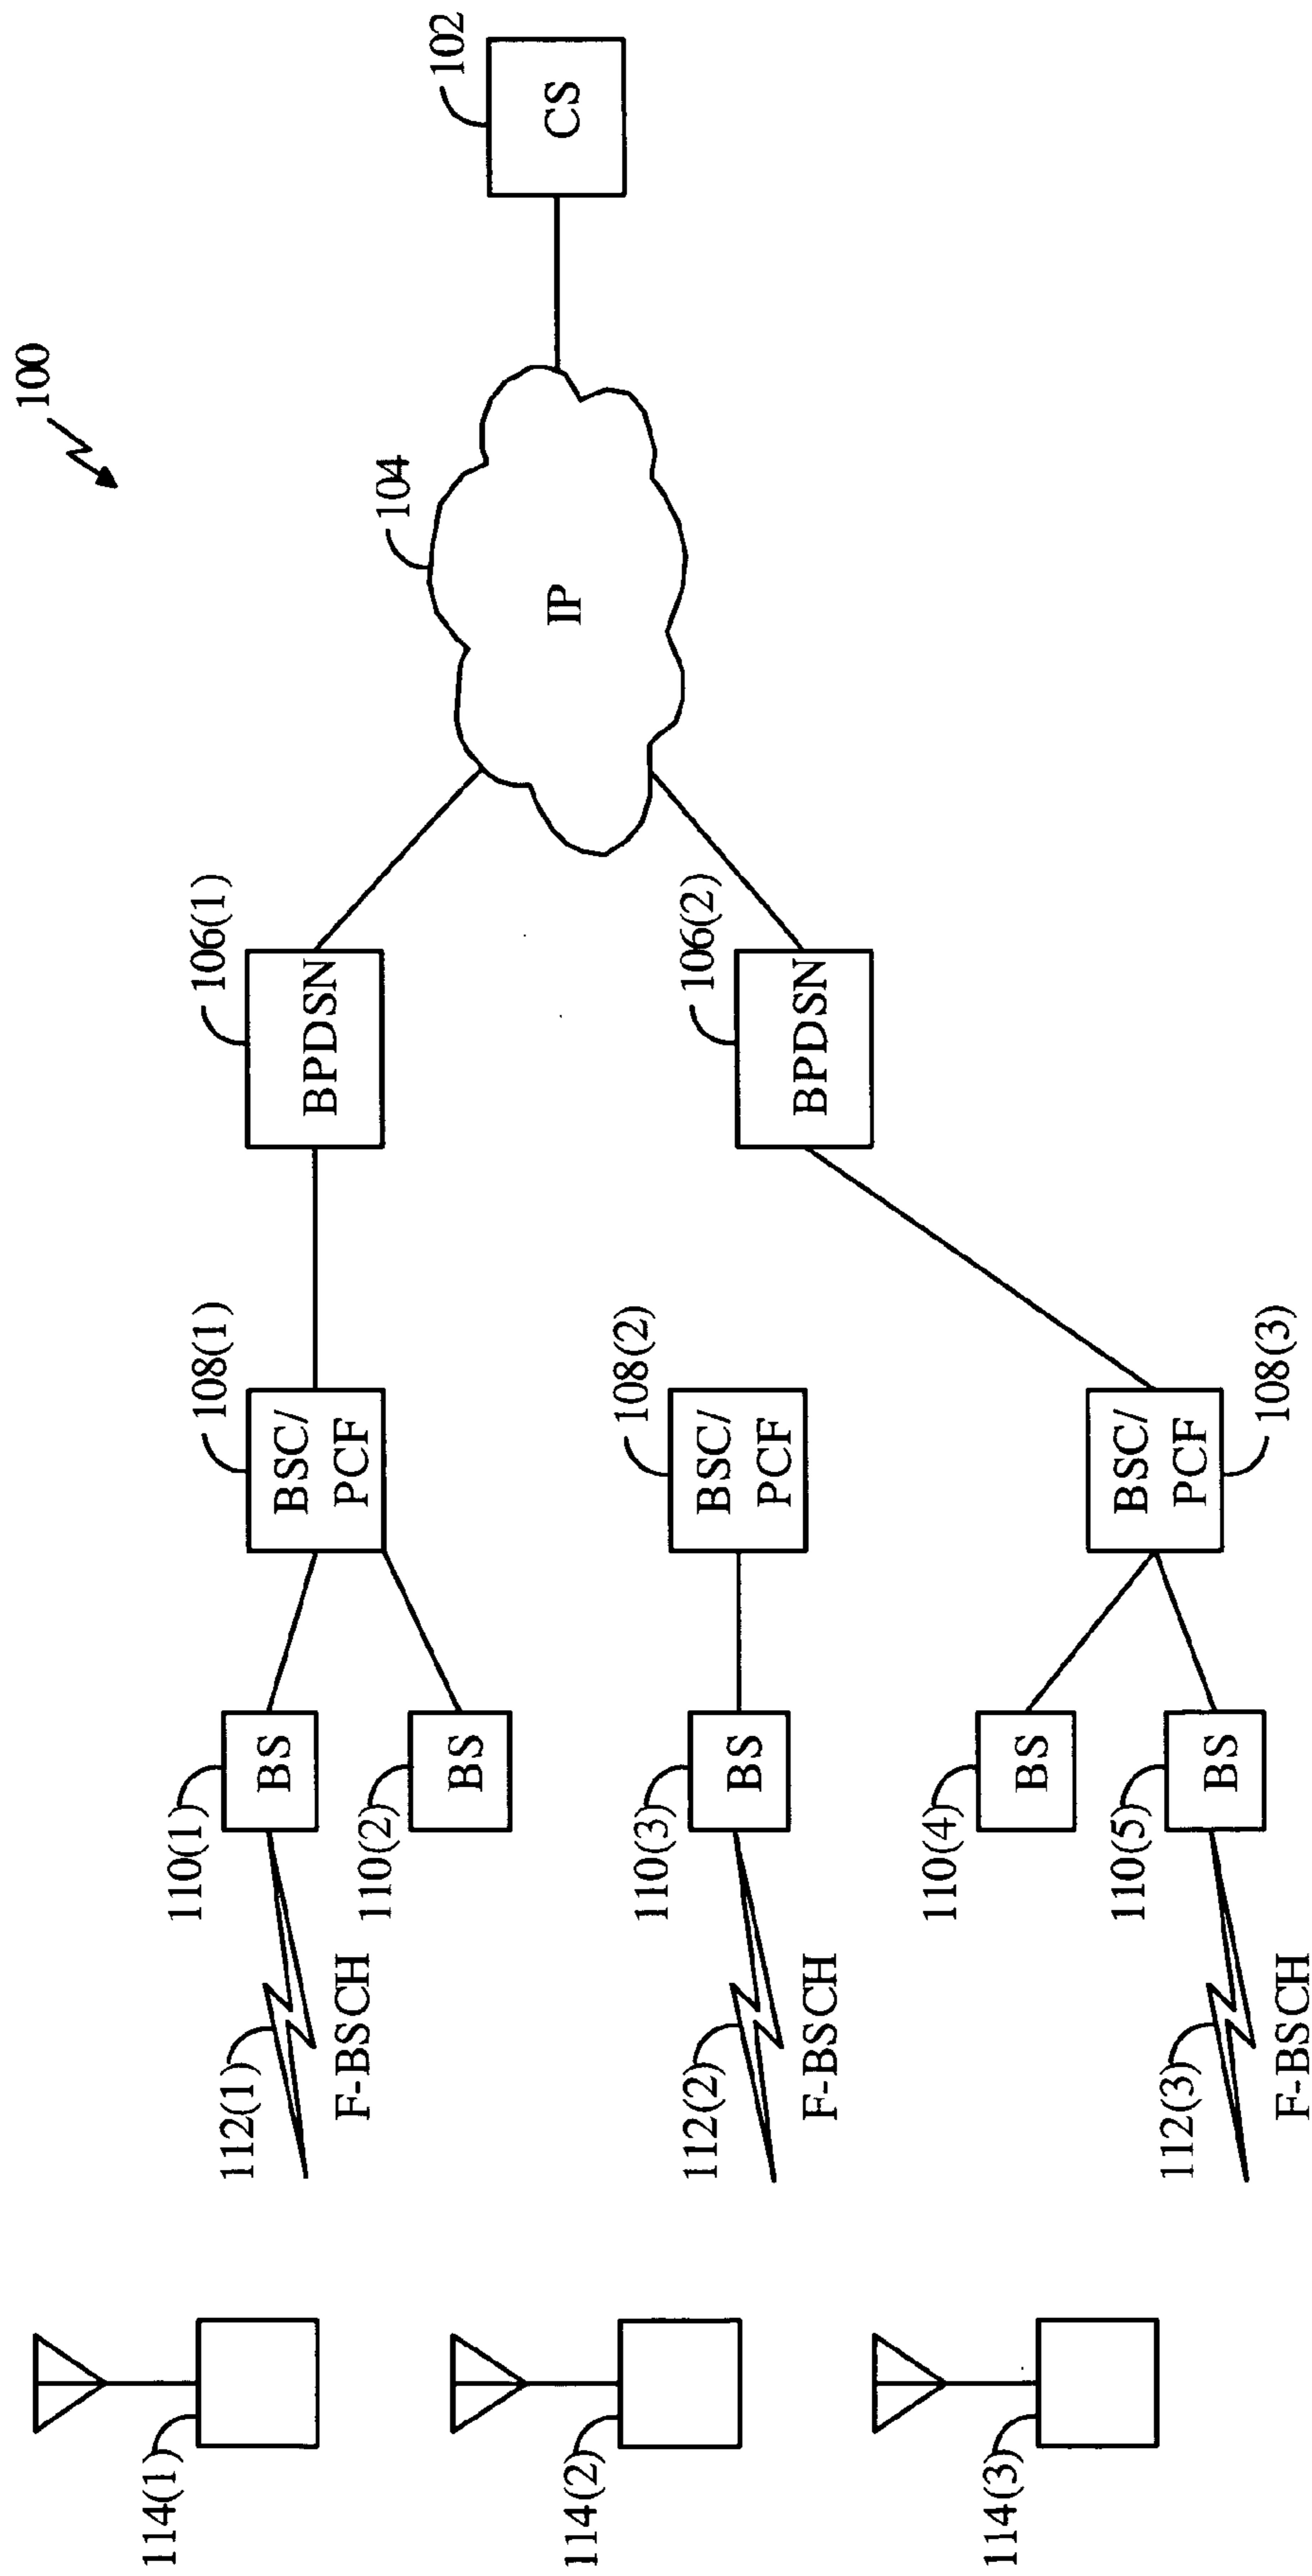 100
114(1)
112(1)
F-BSCH
110(1)
BS
110(2)
BS
108(1)
BSC/
PCF
106(1)
BPDSN
104
IP
102
CS
114(2)
112(2)
F-BSCH
110(3)
BS
108(2)
BSC/
PCF
106(2)
BPDSN
114(3)
112(3)
F-BSCH
110(4)
BS
110(5)
BS
BSC/
PCF
108(3)